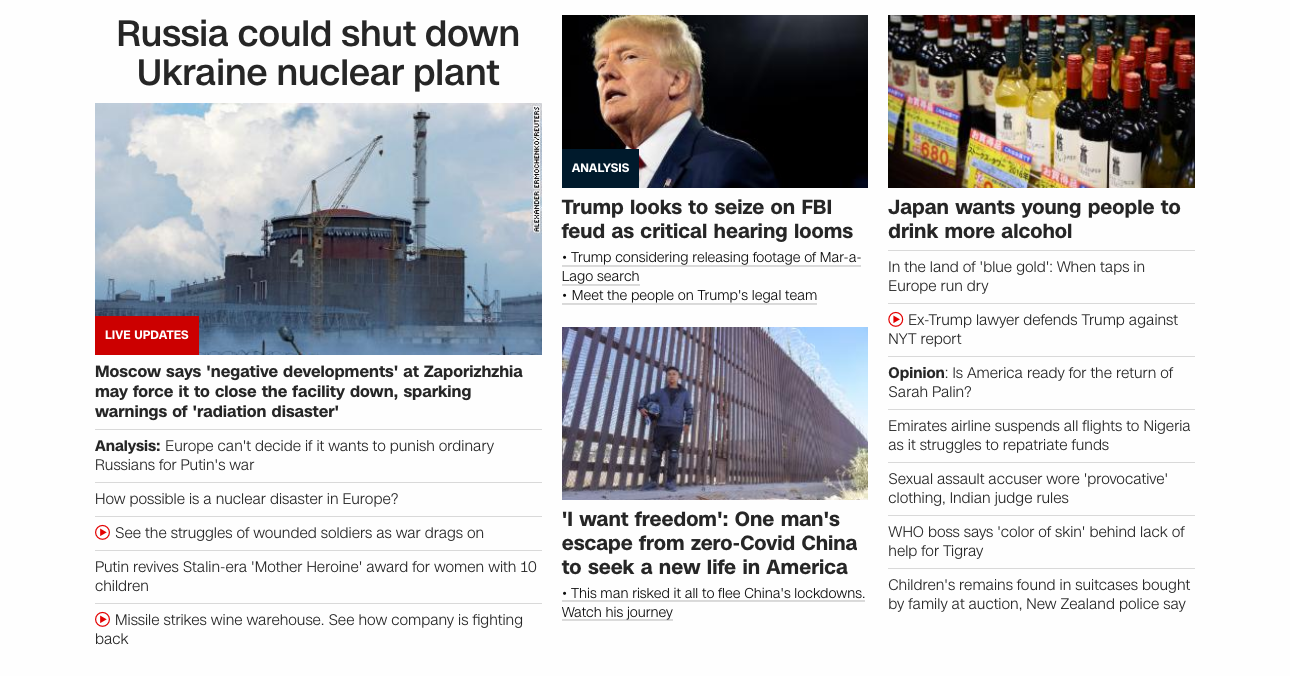 Russia could shut down
Ukraine nuclear plant
ALEXANDER ERMOCHENKO/REUTERS
4
LIVE UPDATES
Moscow says 'negative developments' at Zaporizhzhia
may force it to close the facility down, sparking
warnings of 'radiation disaster'
Analysis: Europe can't decide if it wants to punish ordinary
Russians for Putin's war
How possible is a nuclear disaster in Europe?
See the struggles of wounded soldiers as war drags on
Putin revives Stalin-era 'Mother Heroine' award for women with 10
children
Missile strikes wine warehouse. See how company is fighting
back
ANALYSIS
Trump looks to seize on FBI
feud as critical hearing looms
• Trump considering releasing footage of Mar-a-
Lago search
• Meet the people on Trump's legal team
'I want freedom': One man's
escape from zero-Covid China
to seek a new life in America
• This man risked it all to flee China's lockdowns.
Watch his journey
680
Japan wants young people to
drink more alcohol
In the land of 'blue gold': When taps in
Europe run dry
Ex-Trump lawyer defends Trump against
NYT report
Opinion: Is America ready for the return of
Sarah Palin?
Emirates airline suspends all flights to Nigeria
as it struggles to repatriate funds
Sexual assault accuser wore 'provocative'
clothing, Indian judge rules
WHO boss says 'color of skin' behind lack of
help for Tigray
Children's remains found in suitcases bought
by family at auction, New Zealand police say